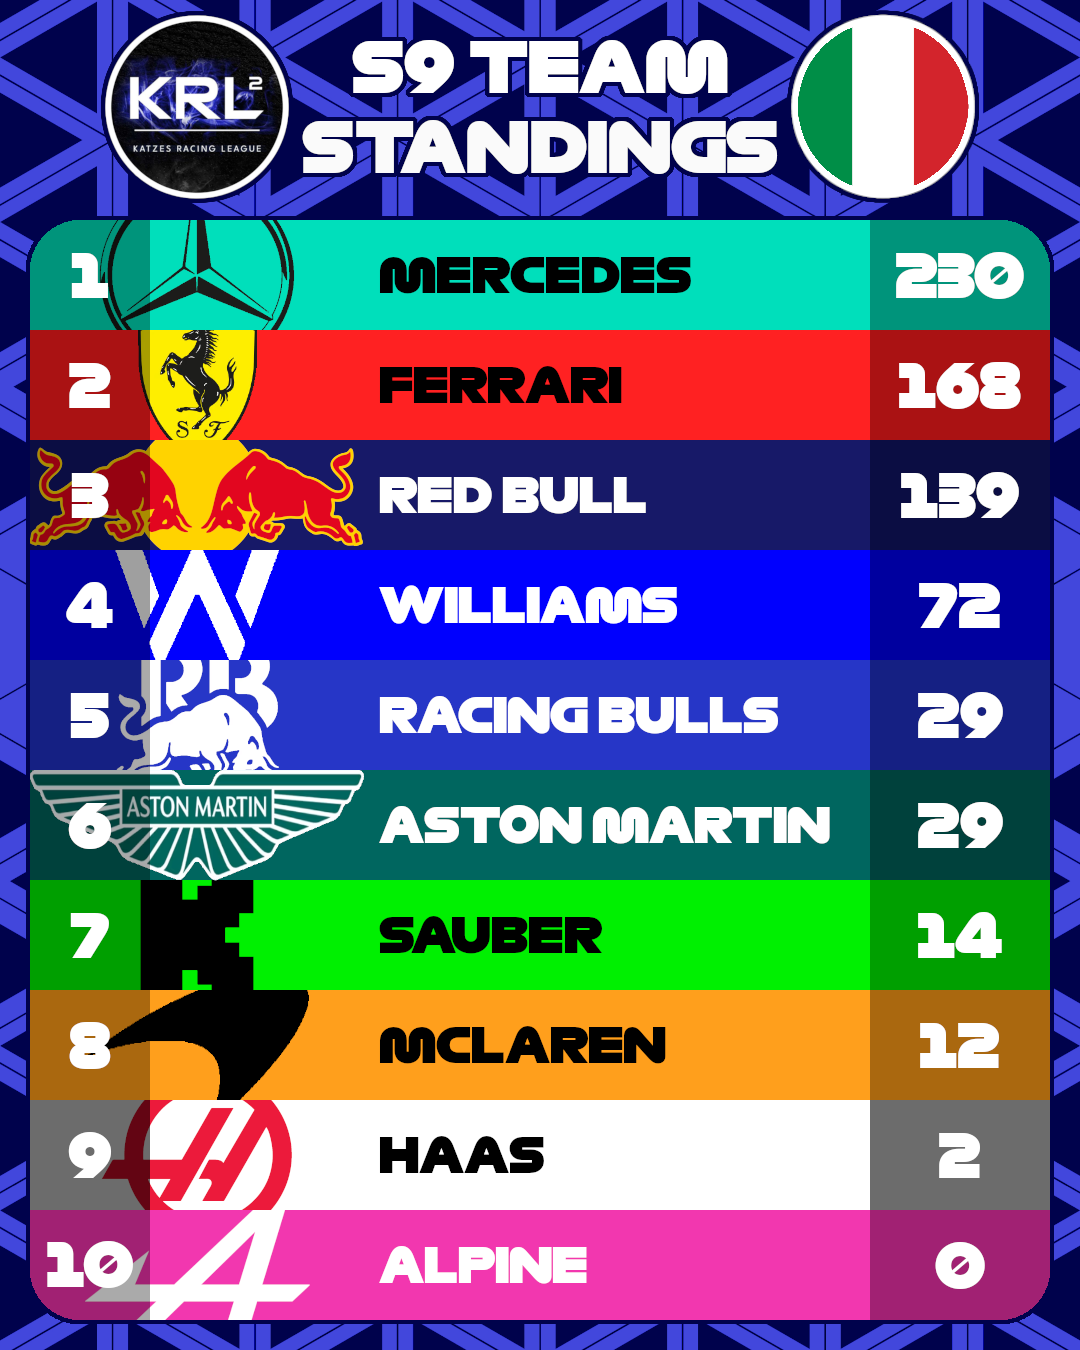 KRL²
KATZES RACING LEAGUE
S9 TEAM
STANDINGS
1 MERCEDES 230
2 S F FERRARI 168
3 RED BULL 139
4 W WILLIAMS 72
5 RB RACING BULLS 29
6 ASTON MARTIN ASTON MARTIN 29
7 K SAUBER 14
8 MCLAREN 12
9 H HAAS 2
10 A ALPINE 0